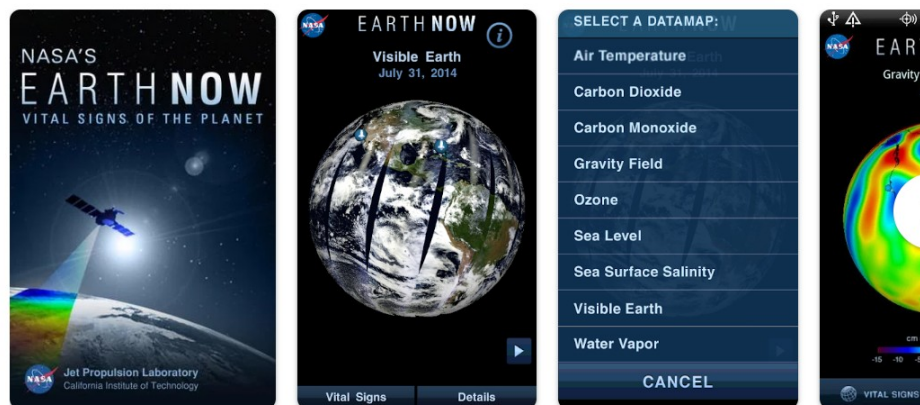 NASA'S
EARTH NOW
VITAL SIGNS OF THE PLANET
NASA
Jet Propulsion Laboratory
California Institute of Technology
NASA
EARTH NOW
i
Visible Earth
July 31, 2014
Vital Signs
Details
SELECT A DATAMAP:
Air Temperature
Carbon Dioxide
Carbon Monoxide
Gravity Field
Ozone
Sea Level
Sea Surface Salinity
Visible Earth
Water Vapor
CANCEL
NASA
EAR
Gravity
cm
-15 -10
VITAL SIGNS